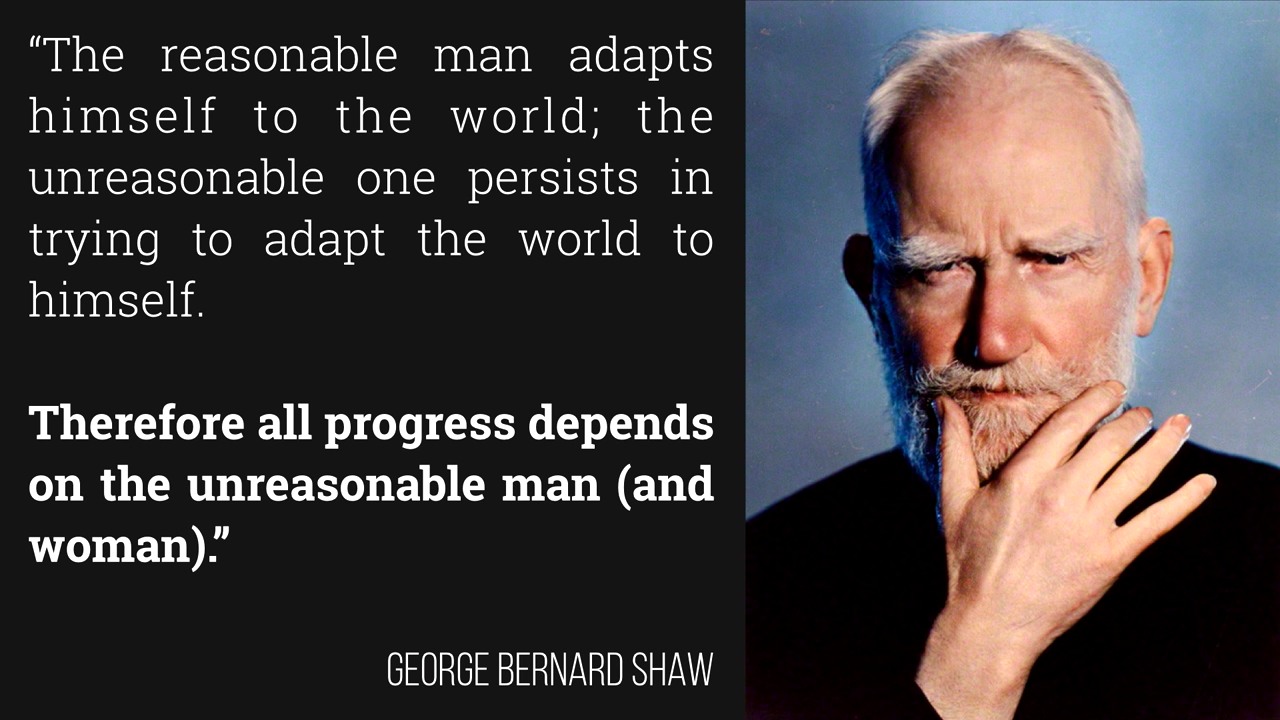 “The reasonable man adapts
himself to the world; the
unreasonable one persists in
trying to adapt the world to
himself.
Therefore all progress depends
on the unreasonable man (and
woman).”
GEORGE BERNARD SHAW